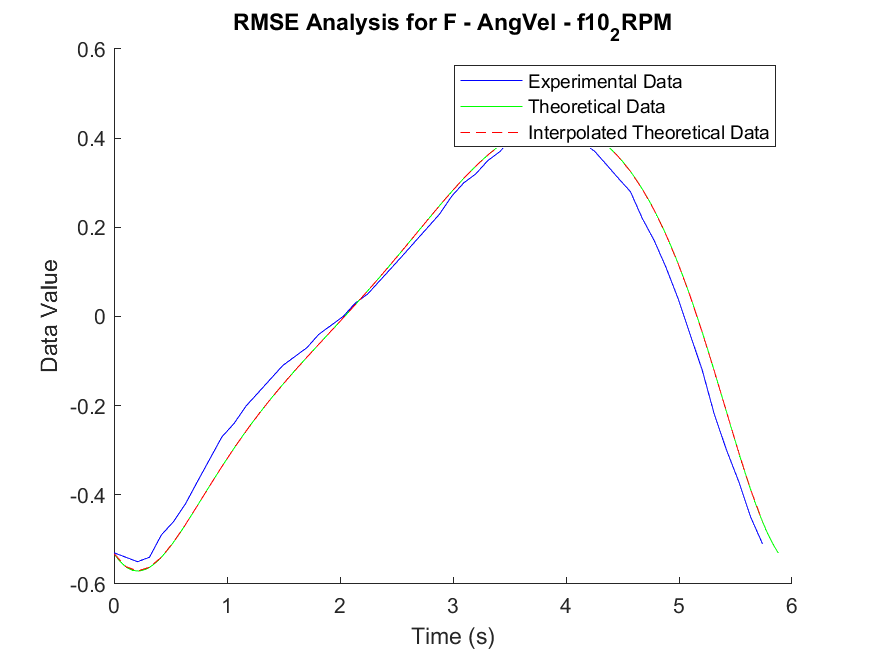 RMSE Analysis for F - AngVel - f10₂RPM
0.6
Experimental Data
Theoretical Data
Interpolated Theoretical Data
0.4
0.2
0
-0.2
-0.4
-0.6
Data Value
0 1 2 3 4 5 6
Time (s)